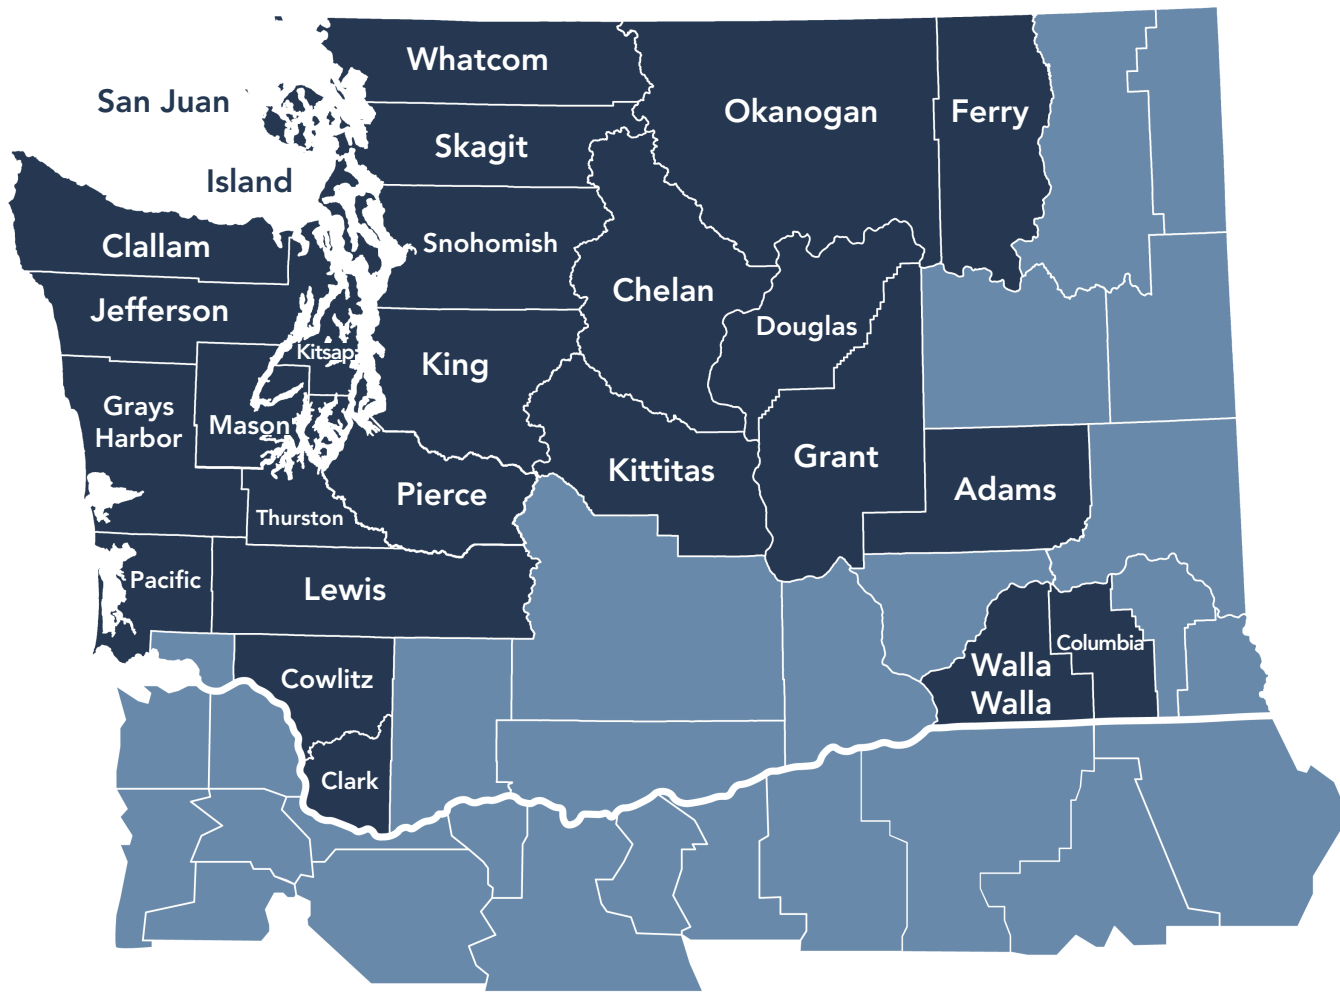 Whatcom
San Juan
Okanogan
Ferry
Skagit
Island
Clallam
Snohomish
Chelan
Jefferson
Douglas
Kitsap
King
Grays
Harbor
Mason
Grant
Kittitas
Adams
Pierce
Thurston
Pacific
Lewis
Columbia
Walla
Walla
Cowlitz
Clark